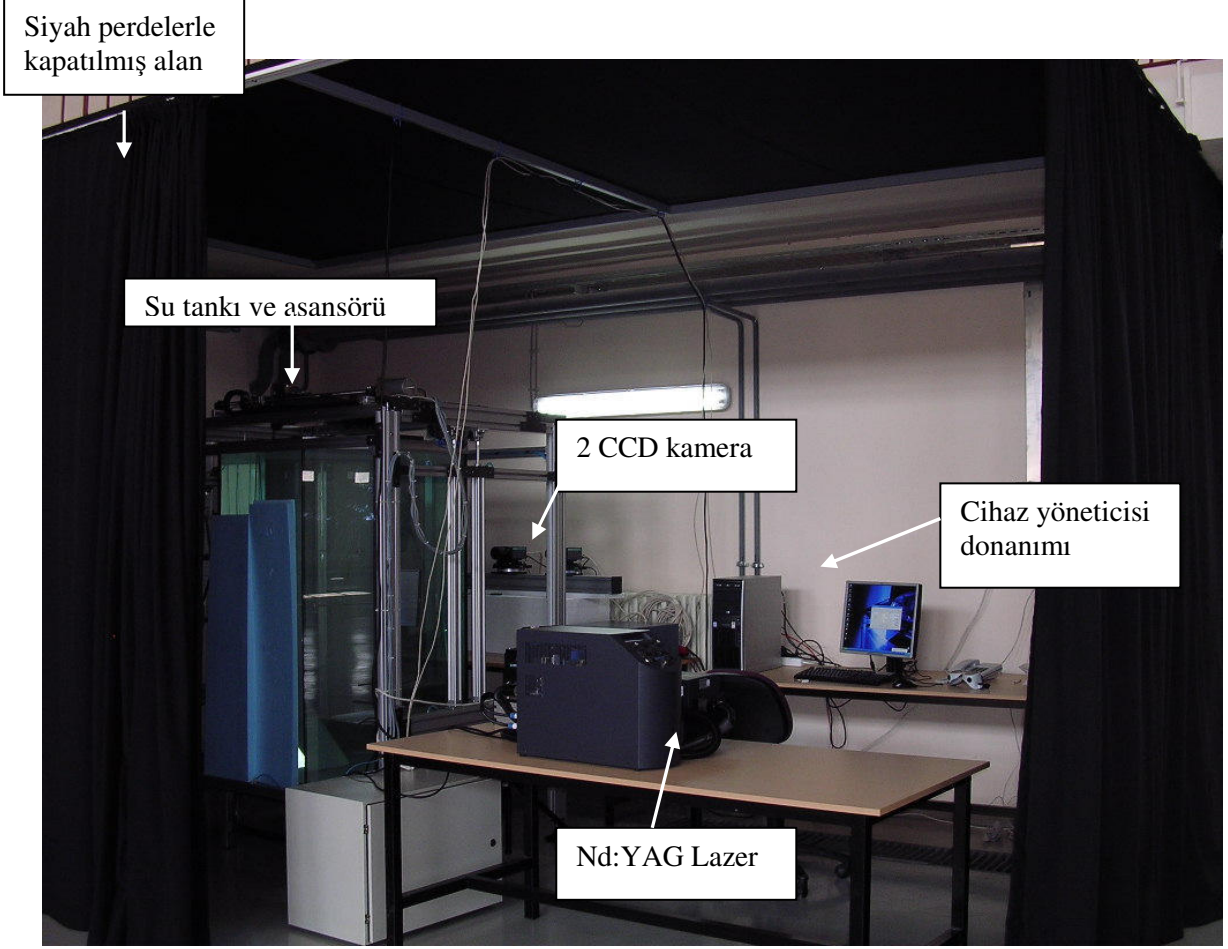 Siyah perdelerle
kapatılmış alan
Su tankı ve asansörü
2 CCD kamera
Cihaz yöneticisi
donanımı
Nd:YAG Lazer